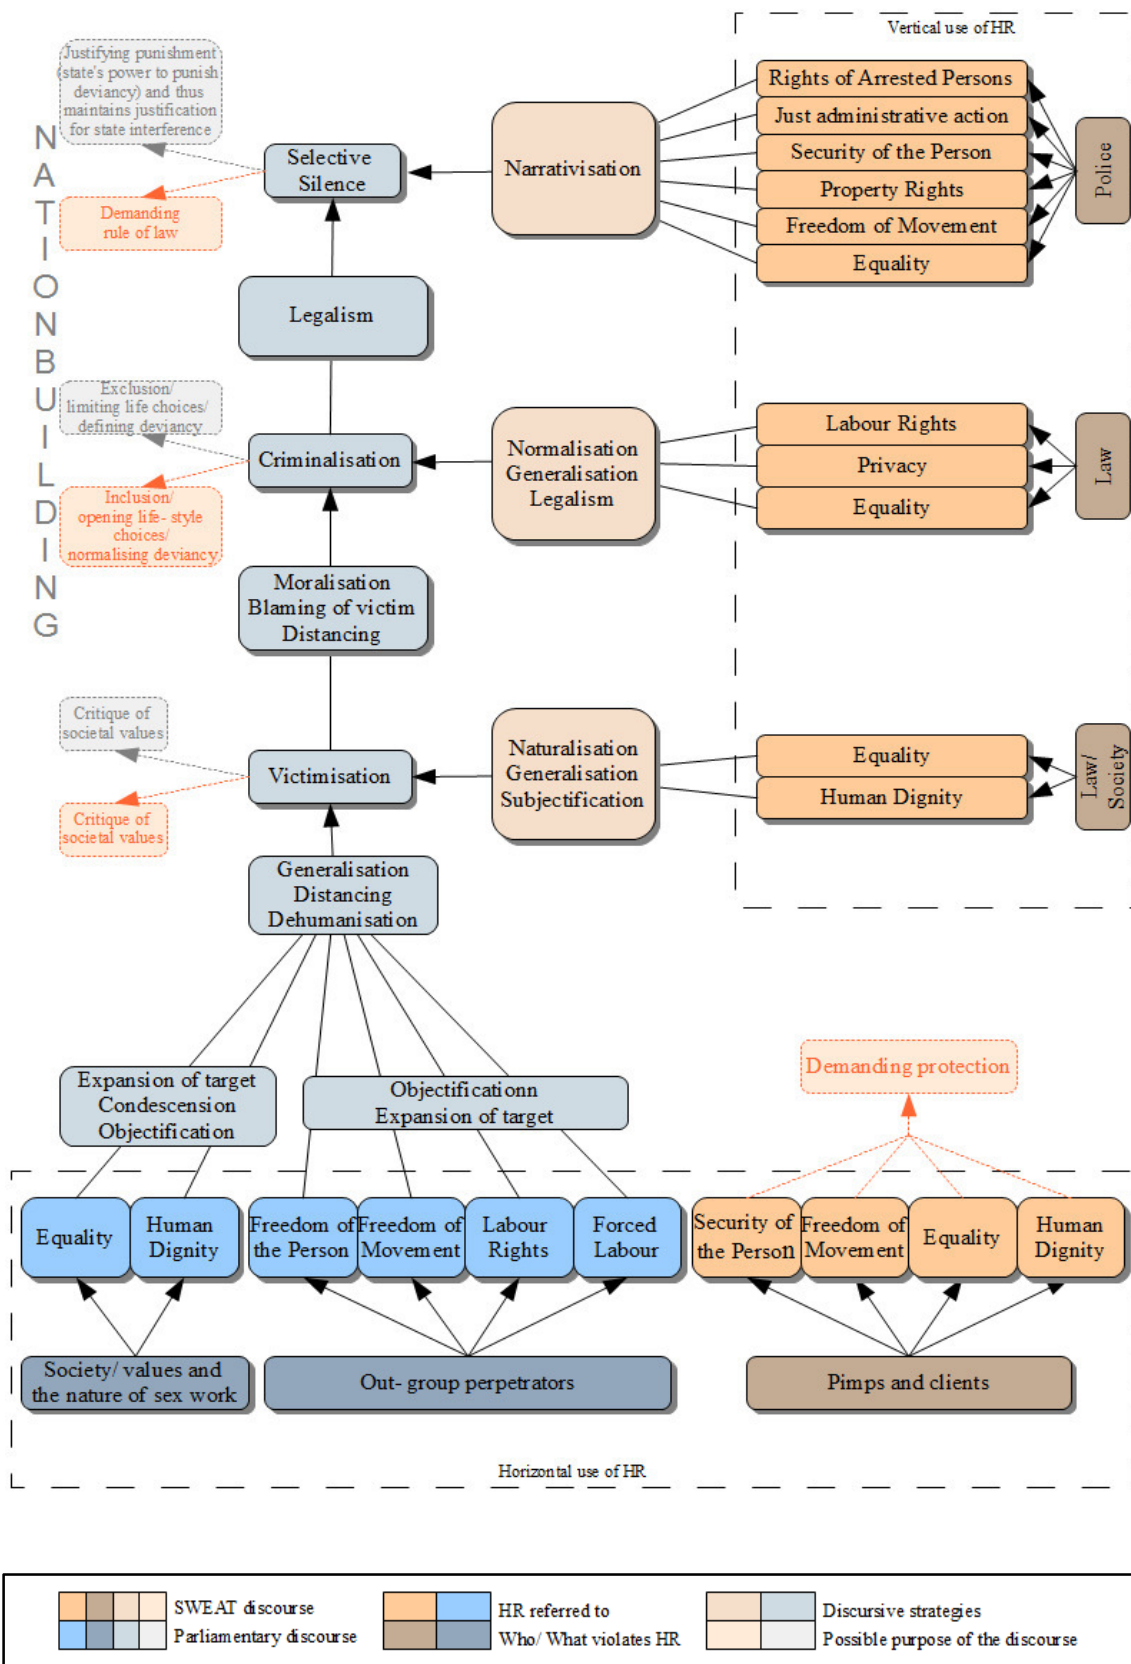 Vertical use of HR
Justifying punishment
(state's power to punish
deviancy) and thus
maintains justification
for state interference
Selective
Silence
Demanding
rule of law
Narrativisation
Rights of Arrested Persons
Just administrative action
Security of the Person
Property Rights
Freedom of Movement
Equality
Police
NATIONBUILDING
Legalism
Exclusion/
limiting life choices/
defining deviancy
Criminalisation
Inclusion/
opening life- style
choices/
normalising deviancy
Normalisation
Generalisation
Legalism
Labour Rights
Privacy
Equality
Law
Moralisation
Blaming of victim
Distancing
Critique of
societal values
Victimisation
Critique of
societal values
Naturalisation
Generalisation
Subjectification
Equality
Human Dignity
Law/
Society
Generalisation
Distancing
Dehumanisation
Expansion of target
Condescension
Objectification
Objectificationn
Expansion of target
Demanding protection
Equality
Human
Dignity
Freedom of
the Person
Freedom of
Movement
Labour
Rights
Forced
Labour
Security of
the Person
Freedom of
Movement
Equality
Human
Dignity
Society/ values and
the nature of sex work
Out- group perpetrators
Pimps and clients
Horizontal use of HR
SWEAT discourse
Parliamentary discourse
HR referred to
Who/ What violates HR
Discursive strategies
Possible purpose of the discourse